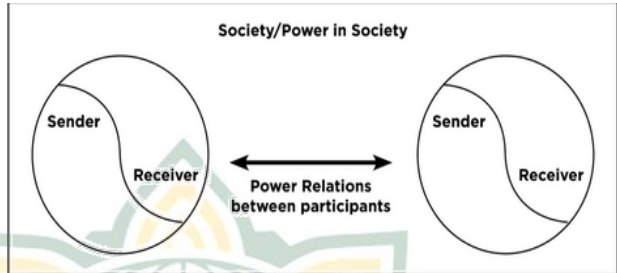 Society/Power in Society
Sender
Receiver
Power Relations
between participants
Sender
Receiver